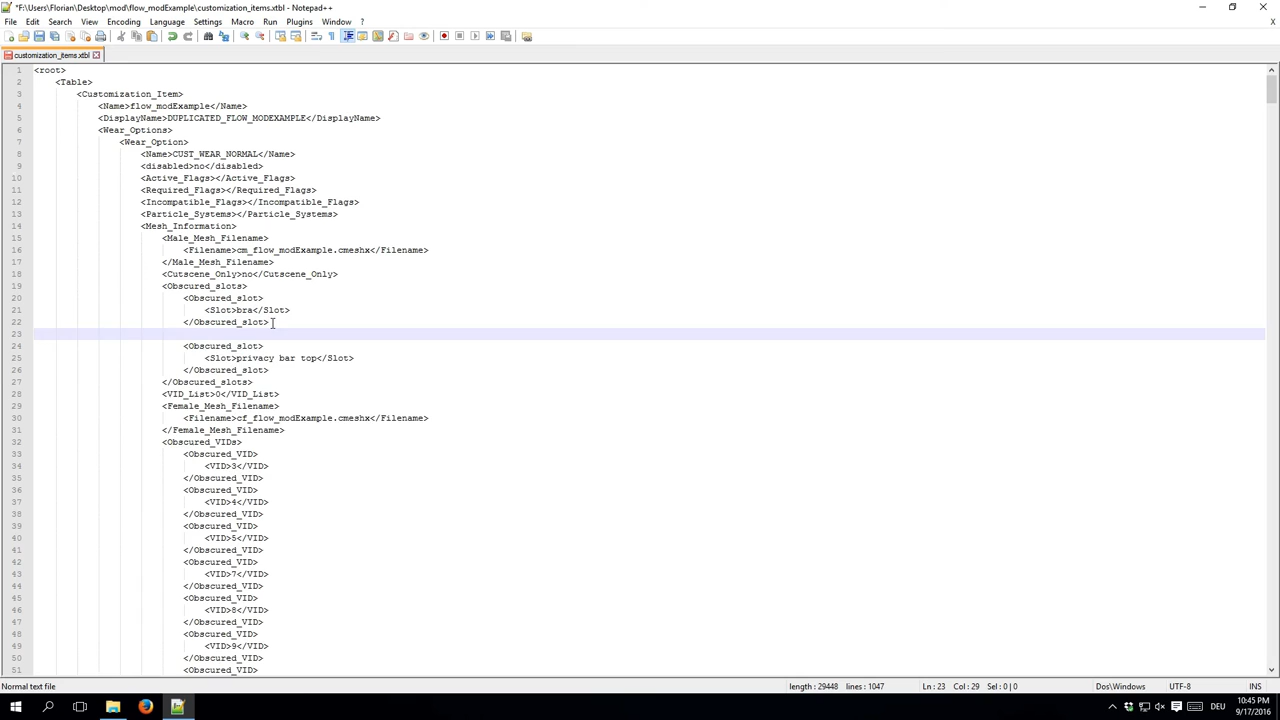 *F:\Users\Florian\Desktop\mod\flow_modExample\customization_items.xtbl - Notepad++
File Edit Search View Encoding Language Settings Macro Run Plugins Window ? X
customization_items.xtbl
1 <root>
2 <Table>
3 <Customization_Item>
4 <Name>flow_modExample</Name>
5 <DisplayName>DUPLICATED_FLOW_MODEXAMPLE</DisplayName>
6 <Wear_Options>
7 <Wear_Option>
8 <Name>CUST_WEAR_NORMAL</Name>
9 <disabled>no</disabled>
10 <Active_Flags></Active_Flags>
11 <Required_Flags></Required_Flags>
12 <Incompatible_Flags></Incompatible_Flags>
13 <Particle_Systems></Particle_Systems>
14 <Mesh_Information>
15 <Male_Mesh_Filename>
16 <Filename>cm_flow_modExample.cmeshx</Filename>
17 </Male_Mesh_Filename>
18 <Cutscene_Only>no</Cutscene_Only>
19 <Obscured_slots>
20 <Obscured_slot>
21 <Slot>bra</Slot>
22 </Obscured_slot>
23
24 <Obscured_slot>
25 <Slot>privacy bar top</Slot>
26 </Obscured_slot>
27 </Obscured_slots>
28 <VID_List>0</VID_List>
29 <Female_Mesh_Filename>
30 <Filename>cf_flow_modExample.cmeshx</Filename>
31 </Female_Mesh_Filename>
32 <Obscured_VIDs>
33 <Obscured_VID>
34 <VID>3</VID>
35 </Obscured_VID>
36 <Obscured_VID>
37 <VID>4</VID>
38 </Obscured_VID>
39 <Obscured_VID>
40 <VID>5</VID>
41 </Obscured_VID>
42 <Obscured_VID>
43 <VID>7</VID>
44 </Obscured_VID>
45 <Obscured_VID>
46 <VID>8</VID>
47 </Obscured_VID>
48 <Obscured_VID>
49 <VID>9</VID>
50 </Obscured_VID>
51 <Obscured_VID>
Normal text file length : 29448 lines : 1047 Ln : 23 Col : 29 Sel : 0 | 0 Dos\Windows UTF-8 INS
DEU 10:45 PM
9/17/2016